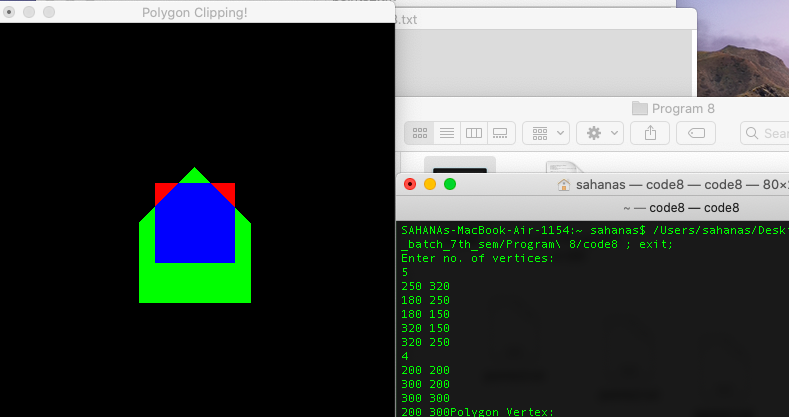 Polygon Clipping!
.txt
Program 8
Sear
sahanas — code8 — code8 — 80×
~ — code8 — code8
SAHANAs-MacBook-Air-1154:~ sahanas$ /Users/sahanas/Deskt
_batch_7th_sem/Program\ 8/code8 ; exit;
Enter no. of vertices:
5
250 320
180 250
180 150
320 150
320 250
4
200 200
300 200
300 300
200 300Polygon Vertex: